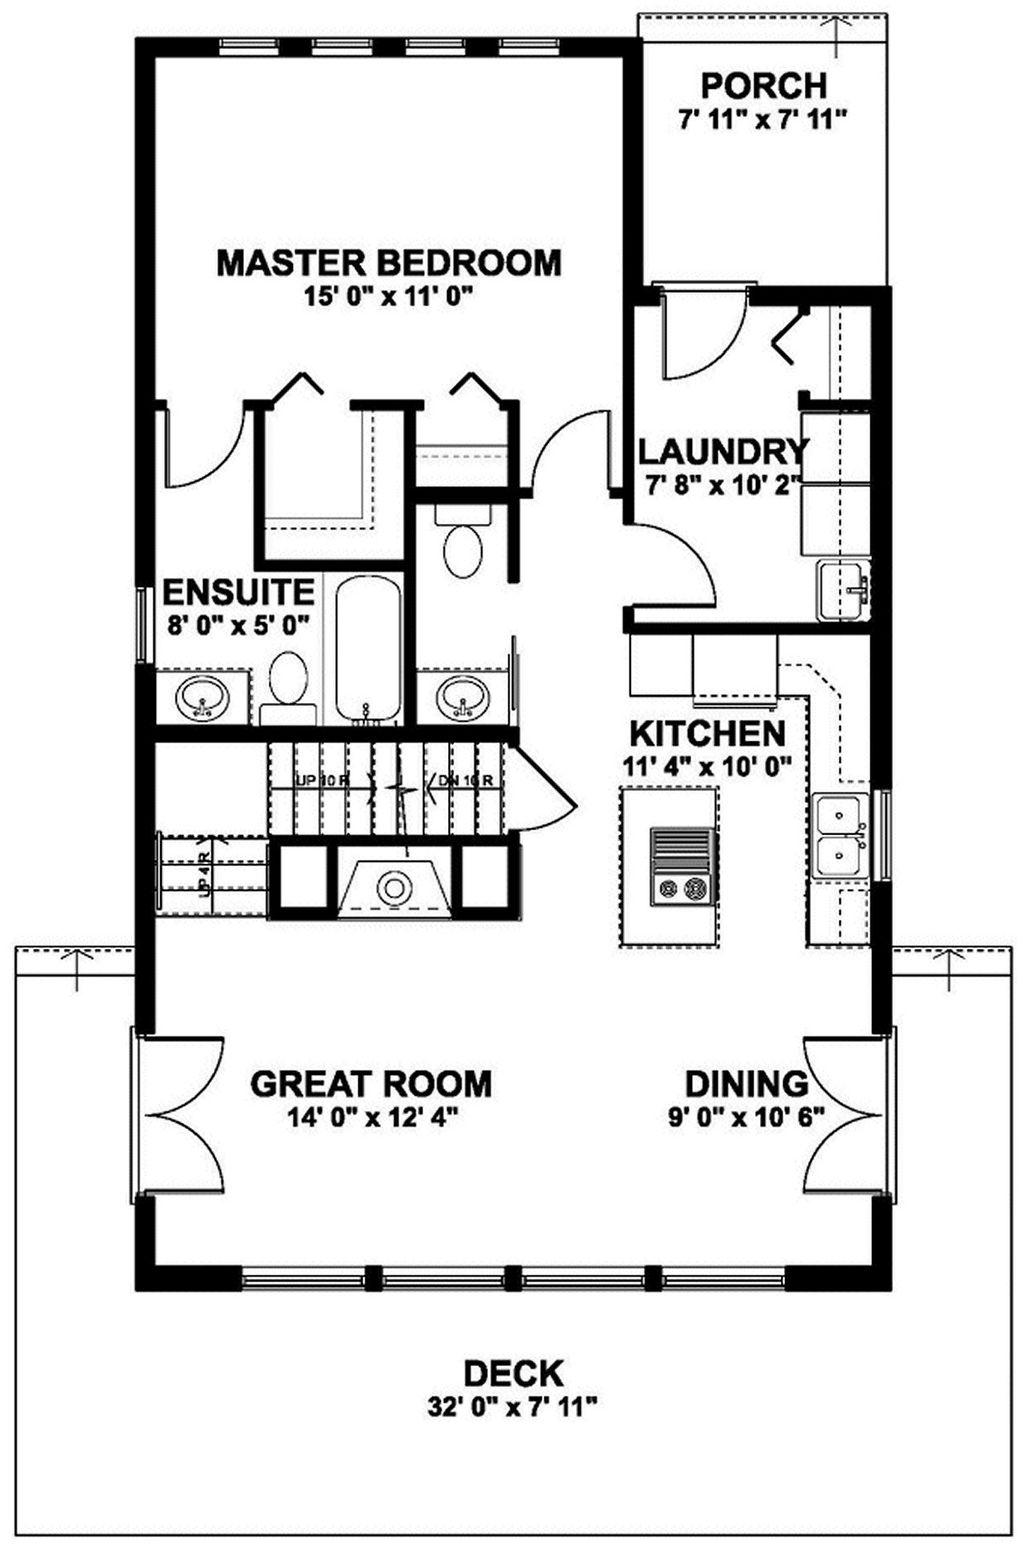 PORCH
7' 11" x 7' 11"
MASTER BEDROOM
15' 0" x 11' 0"
LAUNDRY
7' 8" x 10' 2"
ENSUITE
8' 0" x 5' 0"
KITCHEN
11' 4" x 10' 0"
UP 10 R
DN 10 R
UP 4 R
GREAT ROOM
14' 0" x 12' 4"
DINING
9' 0" x 10' 6"
DECK
32' 0" x 7' 11"